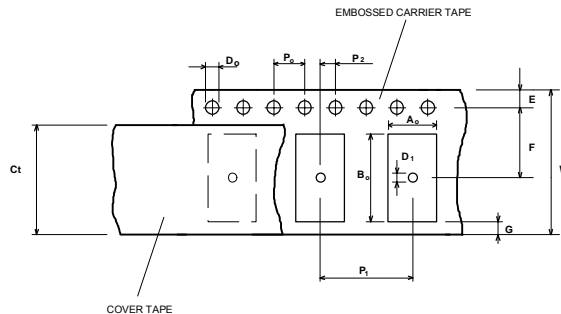 EMBOSSED CARRIER TAPE
Do
Po
P2
E
Ao
F
D1
Ct
Bo
G
P1
COVER TAPE